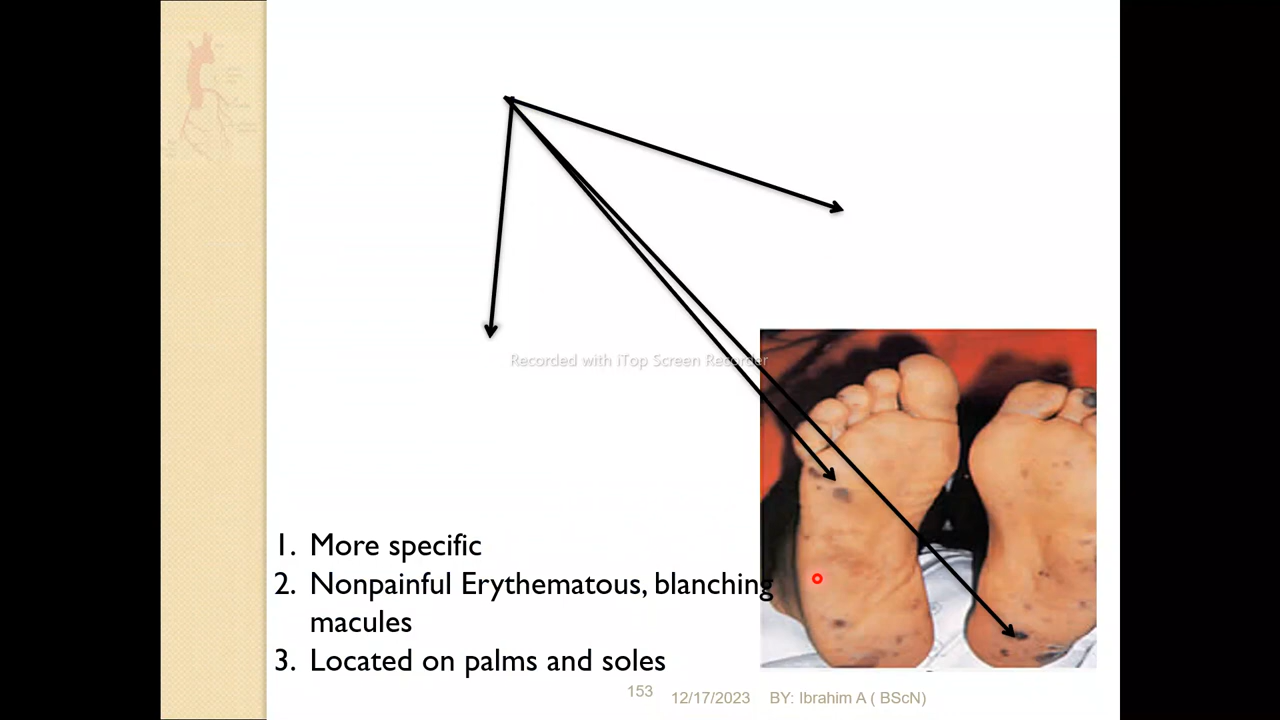 Recorded with iTop Screen Recorder
1. More specific
2. Nonpainful Erythematous, blanching
macules
3. Located on palms and soles
153 12/17/2023 BY: Ibrahim A ( BScN)